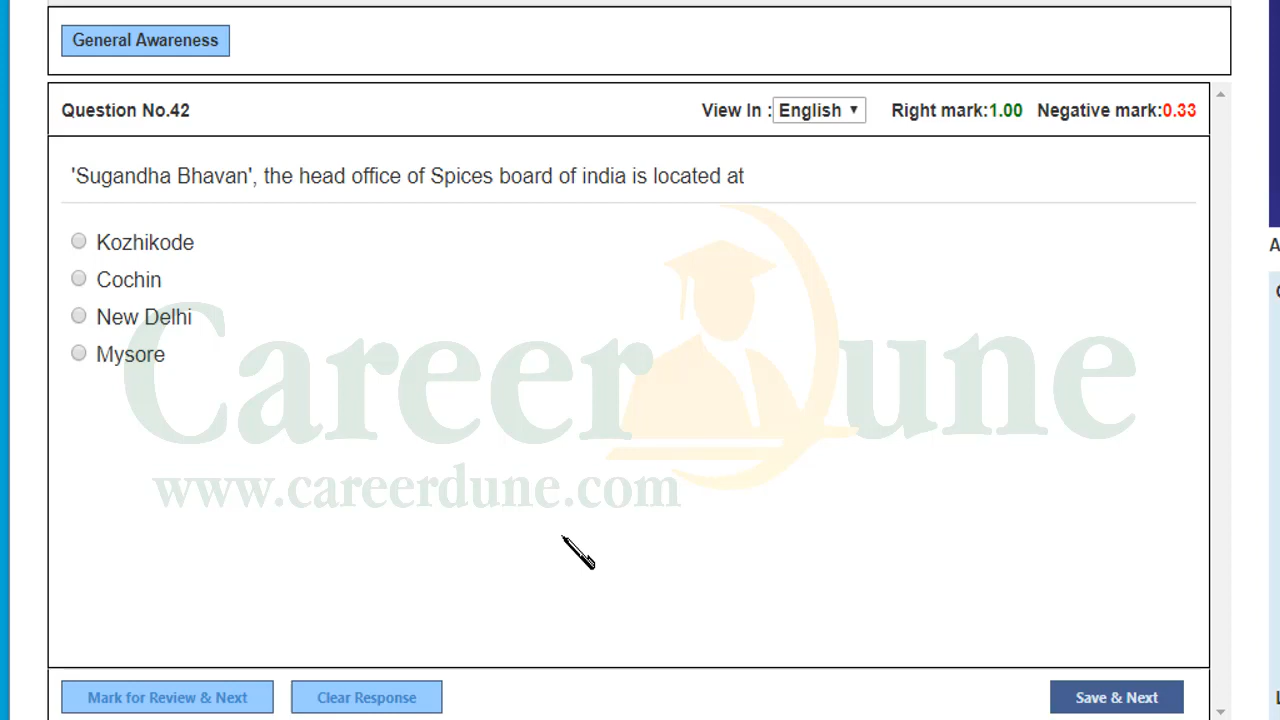 General Awareness
Question No.42 View In : English ▼ Right mark:1.00 Negative mark:0.33
'Sugandha Bhavan', the head office of Spices board of india is located at
Kozhikode
Cochin
New Delhi
Mysore
CareerDune
www.careerdune.com
Mark for Review & Next Clear Response Save & Next